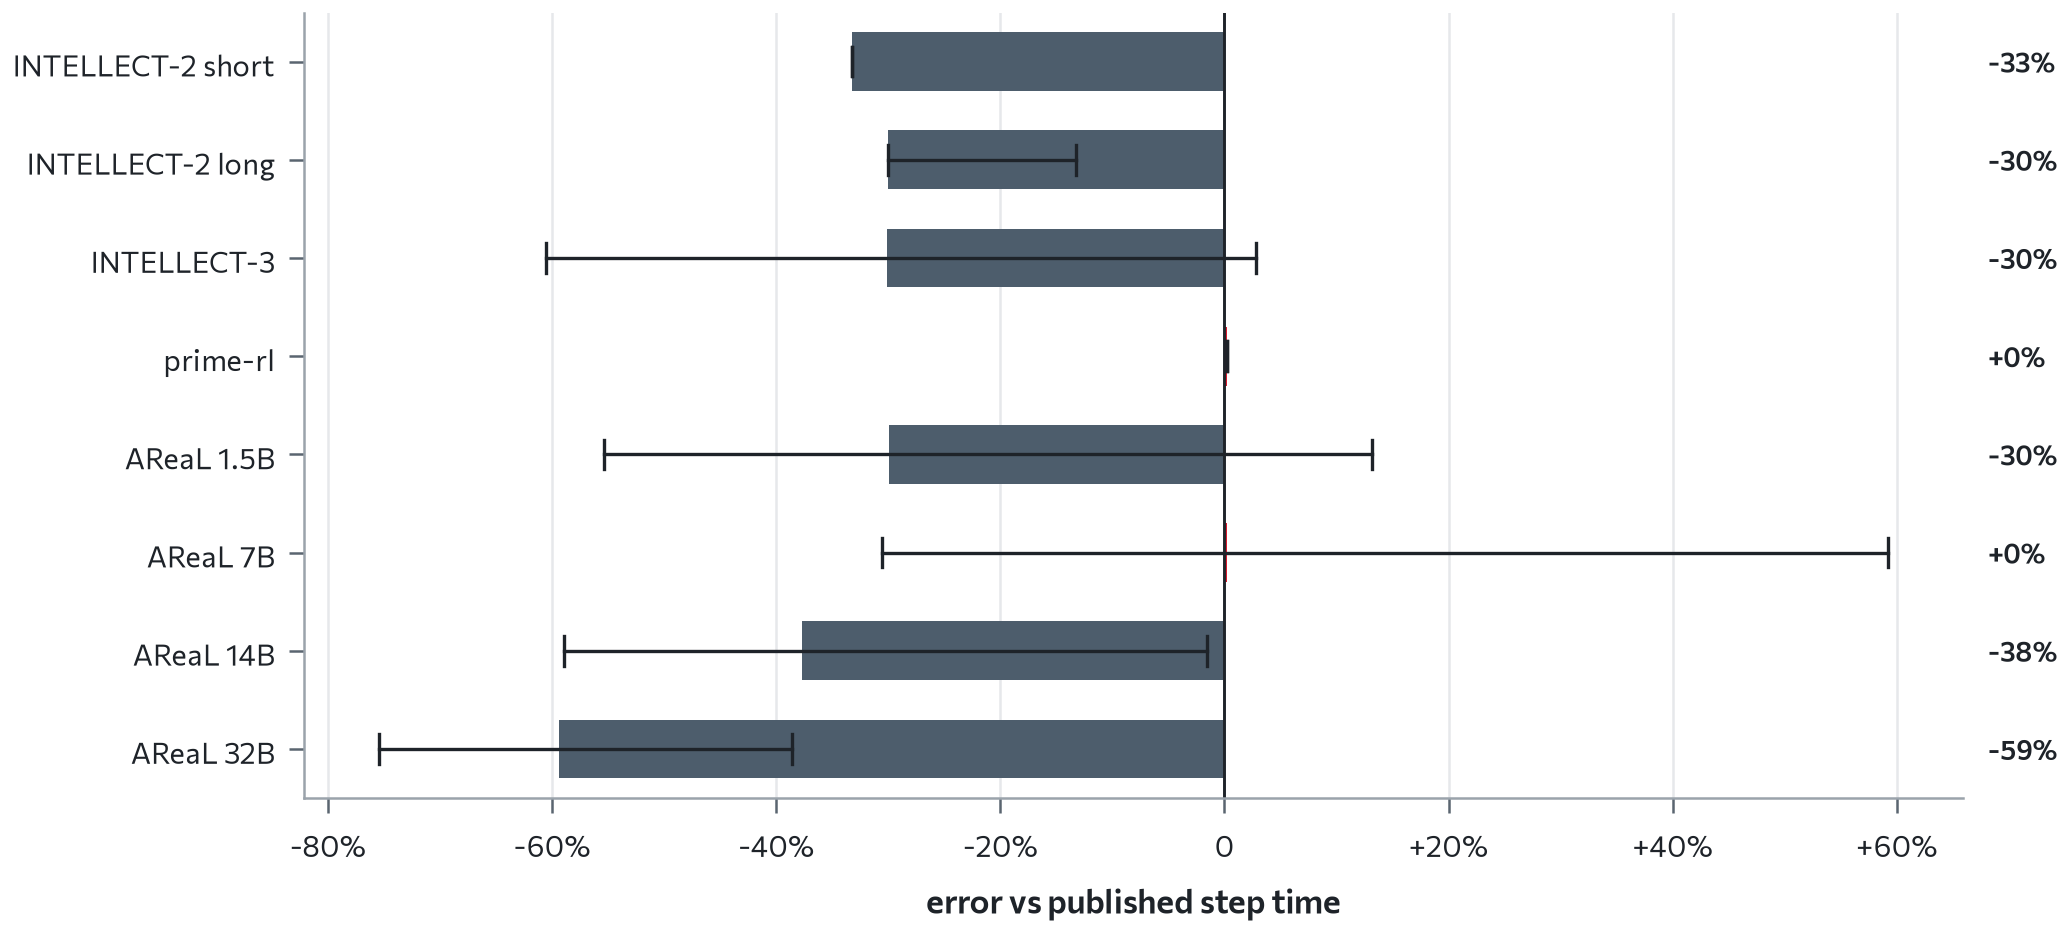 INTELLECT-2 short -33%
INTELLECT-2 long -30%
INTELLECT-3 -30%
prime-rl +0%
AReaL 1.5B -30%
AReaL 7B +0%
AReaL 14B -38%
AReaL 32B -59%
-80% -60% -40% -20% 0 +20% +40% +60%
error vs published step time